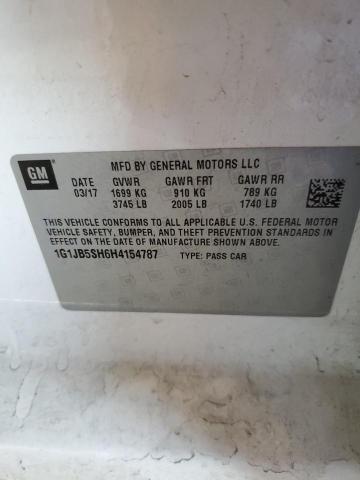 GM
MFD BY GENERAL MOTORS LLC
DATE GVWR GAWR FRT GAWR RR
03/17 1699 KG 910 KG 789 KG
3745 LB 2005 LB 1740 LB
THIS VEHICLE CONFORMS TO ALL APPLICABLE U.S. FEDERAL MOTOR
VEHICLE SAFETY, BUMPER, AND THEFT PREVENTION STANDARDS
IN EFFECT ON THE DATE OF MANUFACTURE SHOWN ABOVE.
1G1JB5SH6H4154787 TYPE: PASS CAR